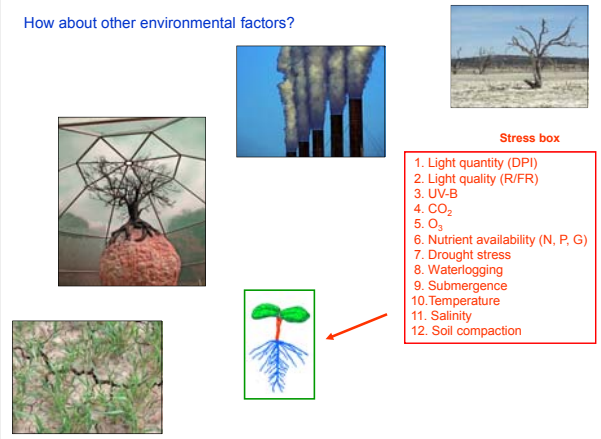 How about other environmental factors?
Stress box
1. Light quantity (DPI)
2. Light quality (R/FR)
3. UV-B
4. CO₂
5. O₃
6. Nutrient availability (N, P, G)
7. Drought stress
8. Waterlogging
9. Submergence
10.Temperature
11. Salinity
12. Soil compaction